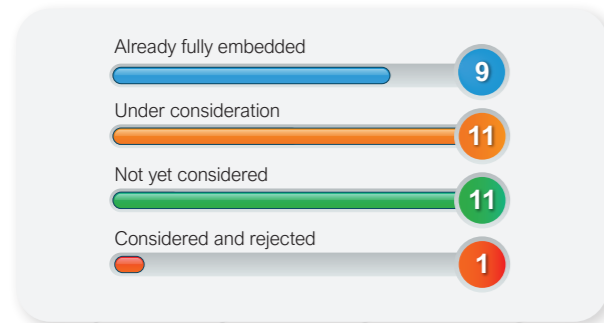 Already fully embedded
9
Under consideration
11
Not yet considered
11
Considered and rejected
1